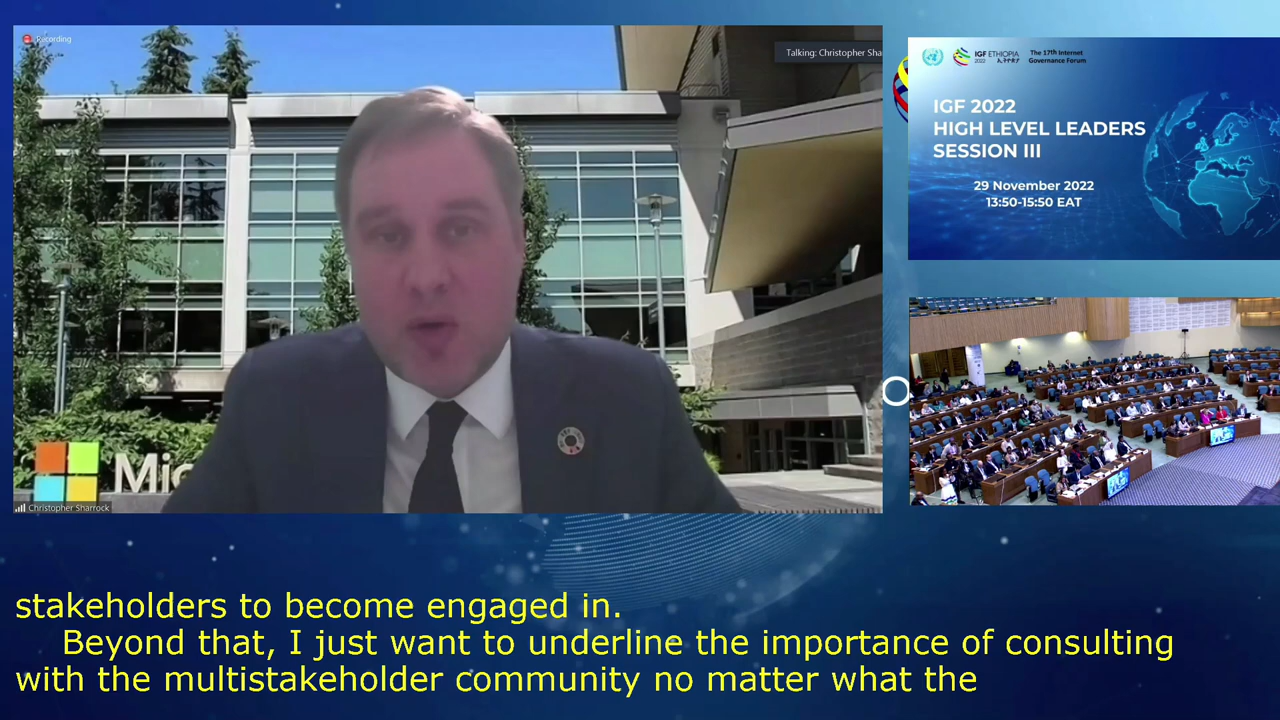 Recording
Talking: Christopher Sha
Mic
Christopher Sharrock
IGF ETHIOPIA
2022 ኢትዮጵያ
The 17th Internet
Governance Forum
IGF 2022
HIGH LEVEL LEADERS
SESSION III
29 November 2022
13:50-15:50 EAT
O
stakeholders to become engaged in.
Beyond that, I just want to underline the importance of consulting
with the multistakeholder community no matter what the